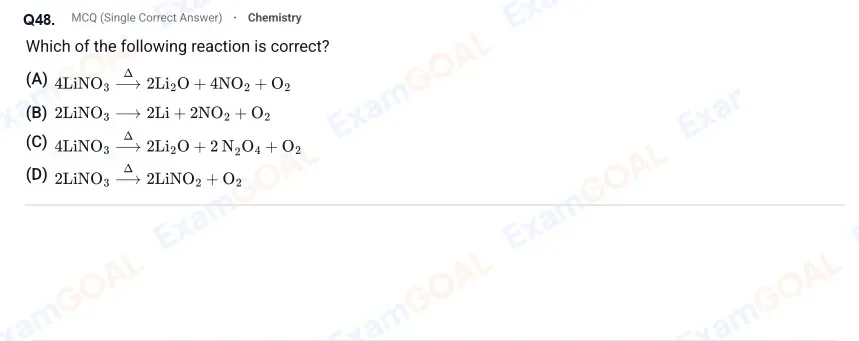 Q48. MCQ (Single Correct Answer) · Chemistry
Which of the following reaction is correct?
(A) 4LiNO₃ —Δ→ 2Li₂O + 4NO₂ + O₂
(B) 2LiNO₃ ⟶ 2Li + 2NO₂ + O₂
(C) 4LiNO₃ —Δ→ 2Li₂O + 2 N₂O₄ + O₂
(D) 2LiNO₃ —Δ→ 2LiNO₂ + O₂
ExamGOAL